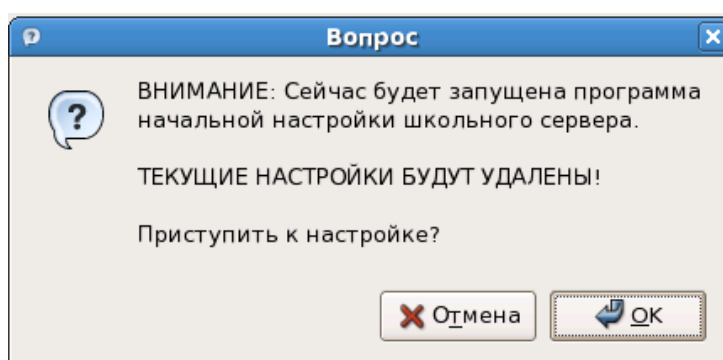 Вопрос
ВНИМАНИЕ: Сейчас будет запущена программа
начальной настройки школьного сервера.
ТЕКУЩИЕ НАСТРОЙКИ БУДУТ УДАЛЕНЫ!
Приступить к настройке?
Отмена
OK